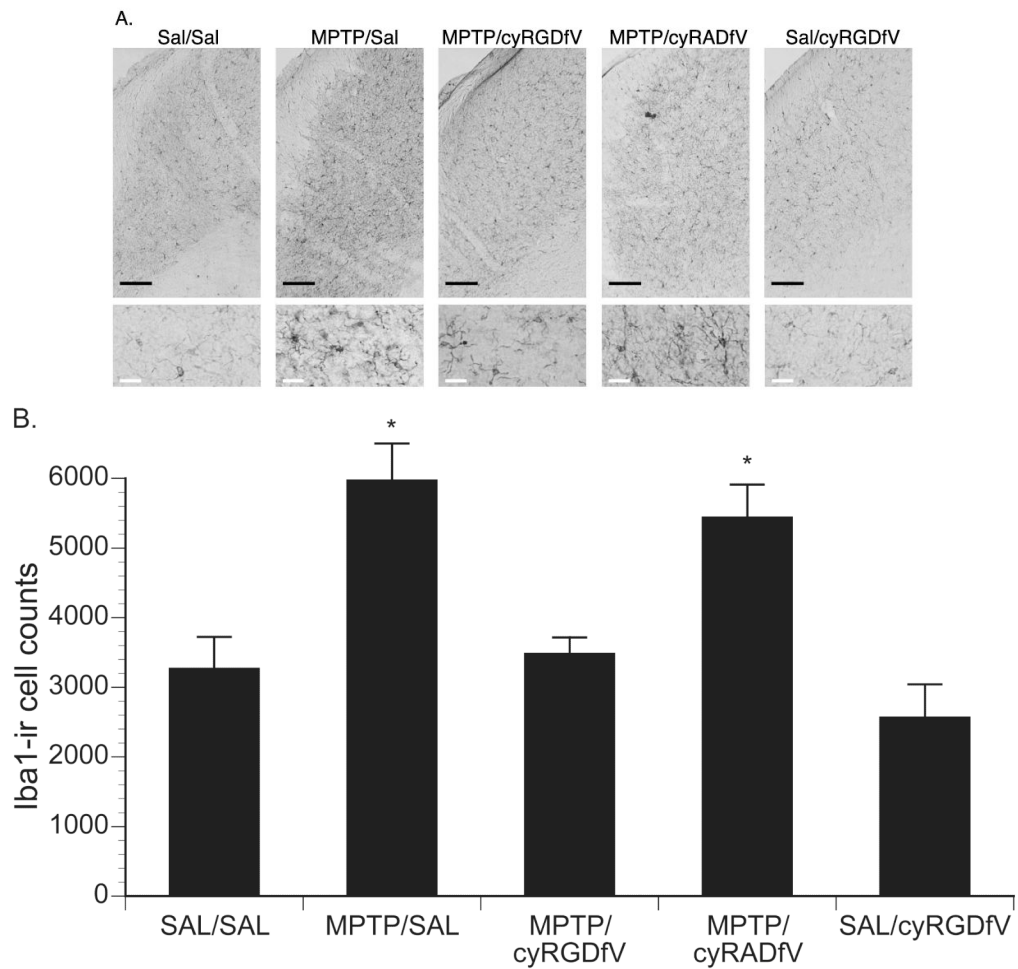 A.
Sal/Sal MPTP/Sal MPTP/cyRGDfV MPTP/cyRADfV Sal/cyRGDfV
B.
* *
6000
5000
4000
3000
2000
1000
0
Iba1-ir cell counts
SAL/SAL MPTP/SAL MPTP/ MPTP/ SAL/cyRGDfV
cyRGDfV cyRADfV